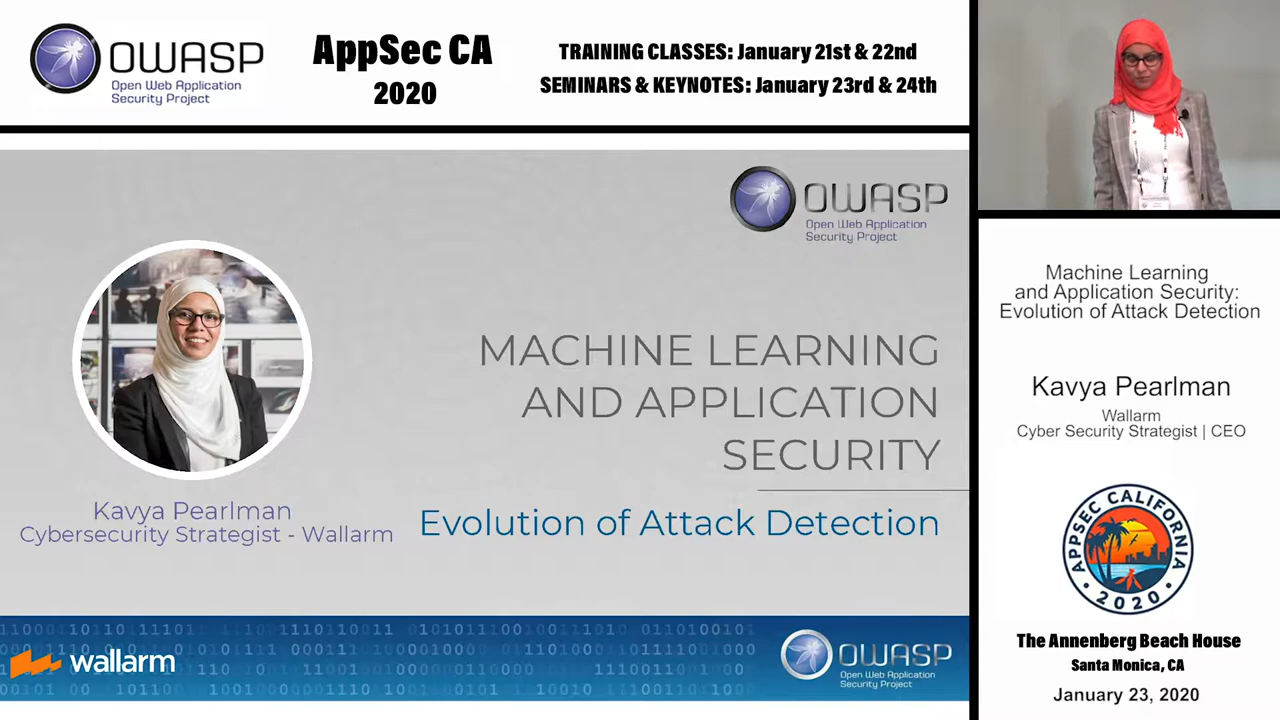 OWASP
Open Web Application
Security Project
AppSec CA
2020
TRAINING CLASSES: January 21st & 22nd
SEMINARS & KEYNOTES: January 23rd & 24th
OWASP
Open Web Application
Security Project
MACHINE LEARNING
AND APPLICATION
SECURITY
Evolution of Attack Detection
Kavya Pearlman
Cybersecurity Strategist - Wallarm
wallarm
OWASP
Open Web Application
Security Project
Machine Learning
and Application Security:
Evolution of Attack Detection
Kavya Pearlman
Wallarm
Cyber Security Strategist | CEO
APPSEC CALIFORNIA
2020
The Annenberg Beach House
Santa Monica, CA
January 23, 2020